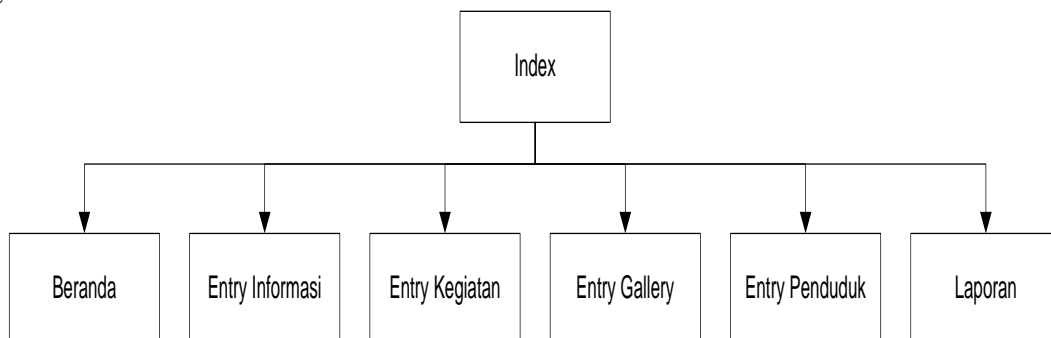 Index
Beranda
Entry Informasi
Entry Kegiatan
Entry Gallery
Entry Penduduk
Laporan